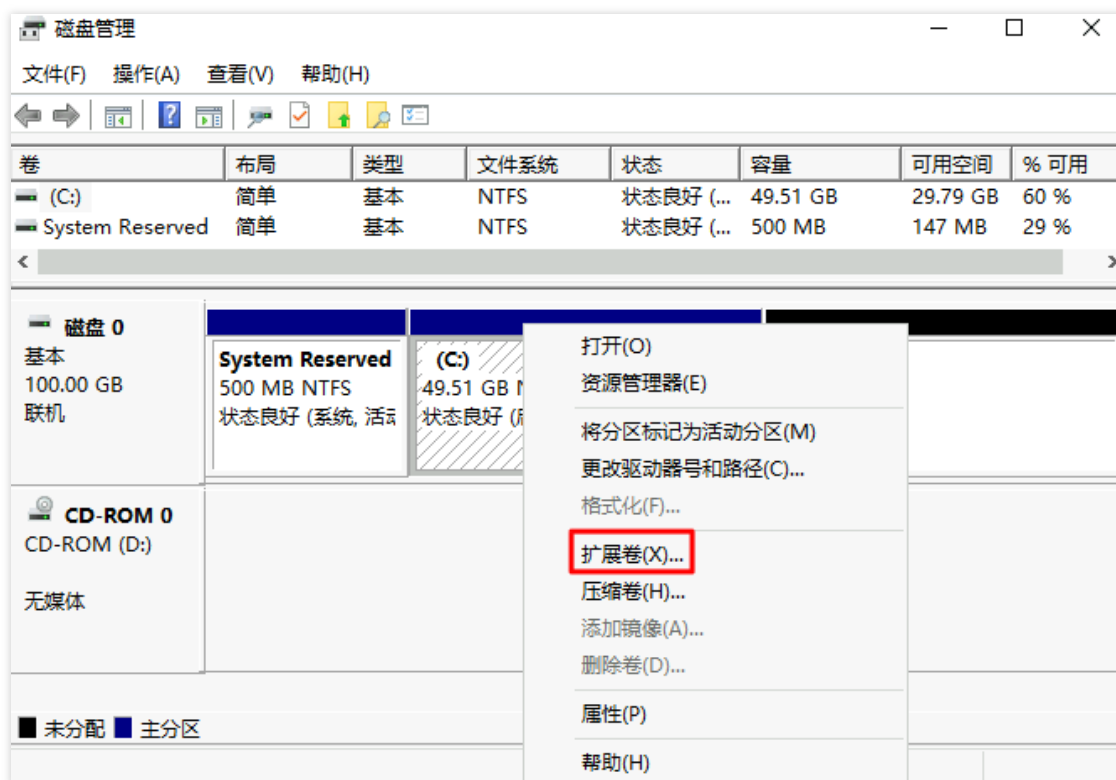 磁盘管理
文件(F) 操作(A) 查看(V) 帮助(H)
卷 布局 类型 文件系统 状态 容量 可用空间 % 可用
(C:) 简单 基本 NTFS 状态良好 (... 49.51 GB 29.79 GB 60 %
System Reserved 简单 基本 NTFS 状态良好 (... 500 MB 147 MB 29 %
磁盘 0
基本
100.00 GB
联机
System Reserved
500 MB NTFS
状态良好 (系统, 活动
(C:)
49.51 GB
状态良好 (
打开(O)
资源管理器(E)
将分区标记为活动分区(M)
更改驱动器号和路径(C)...
格式化(F)...
扩展卷(X)...
压缩卷(H)...
添加镜像(A)...
删除卷(D)...
属性(P)
帮助(H)
CD-ROM 0
CD-ROM (D:)
无媒体
未分配 主分区